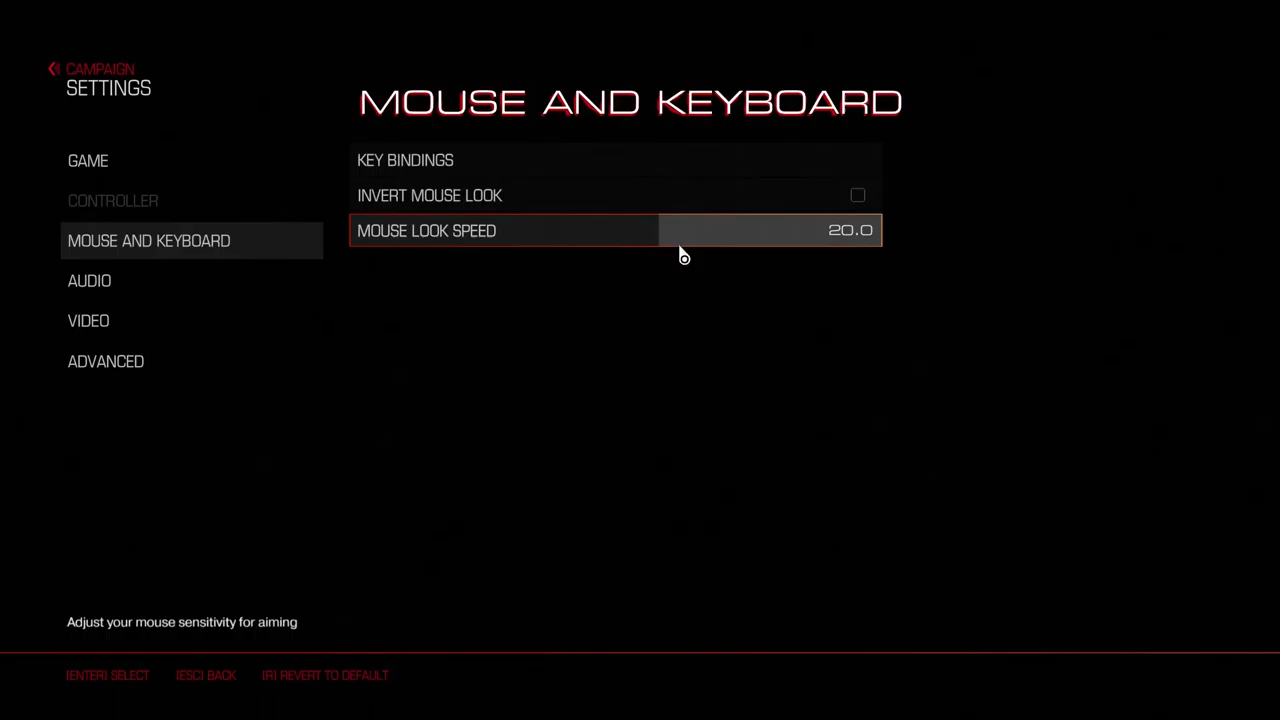 CAMPAIGN
SETTINGS
MOUSE AND KEYBOARD
GAME
CONTROLLER
MOUSE AND KEYBOARD
AUDIO
VIDEO
ADVANCED
KEY BINDINGS
INVERT MOUSE LOOK
MOUSE LOOK SPEED 20.0
Adjust your mouse sensitivity for aiming
[ENTER] SELECT [ESC] BACK [R] REVERT TO DEFAULT